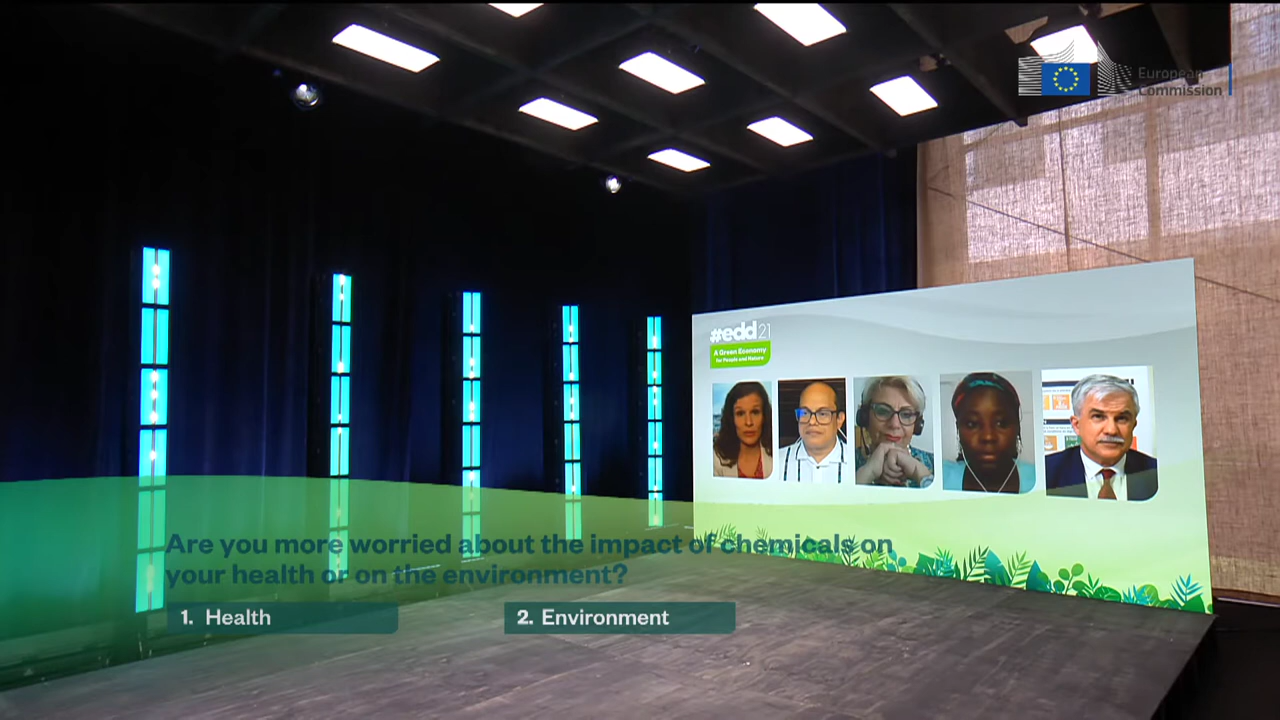 European
Commission
#edd21
A Green Economy
for People and Nature
Are you more worried about the impact of chemicals on
your health or on the environment?
1. Health
2. Environment